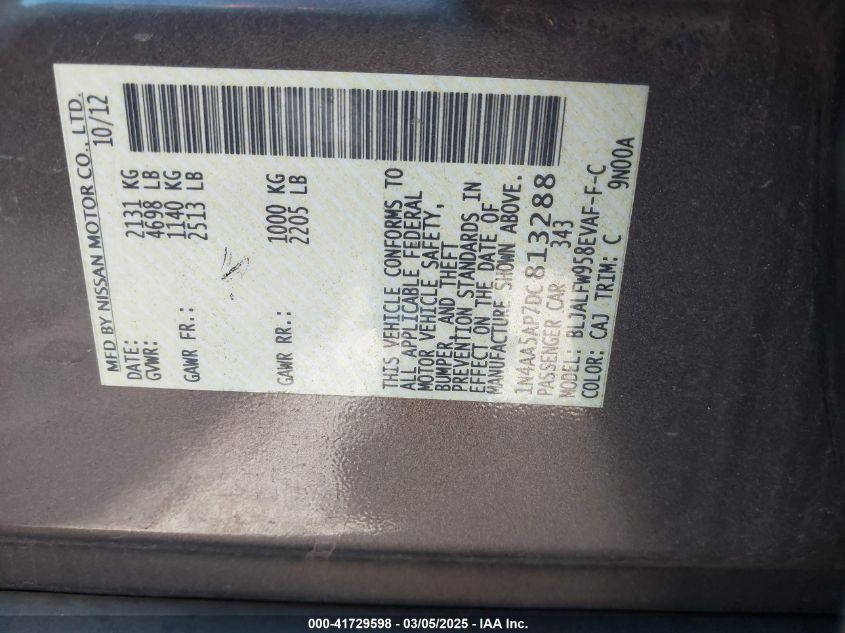 MFD BY NISSAN MOTOR CO., LTD.
DATE: 10/12
GVWR: 2131 KG
4698 LB
GAWR FR.: 1140 KG
2513 LB
GAWR RR.: 1000 KG
2205 LB
THIS VEHICLE CONFORMS TO
ALL APPLICABLE FEDERAL
MOTOR VEHICLE SAFETY,
BUMPER, AND THEFT
PREVENTION STANDARDS IN
EFFECT ON THE DATE OF
MANUFACTURE SHOWN ABOVE.
1N4AA5AP7DC813288
PASSENGER CAR 343
MODEL: BLJALFW958EVAF-F-C
COLOR: CAJ TRIM: C 9N00A
000-41729598 - 03/05/2025 - IAA Inc.